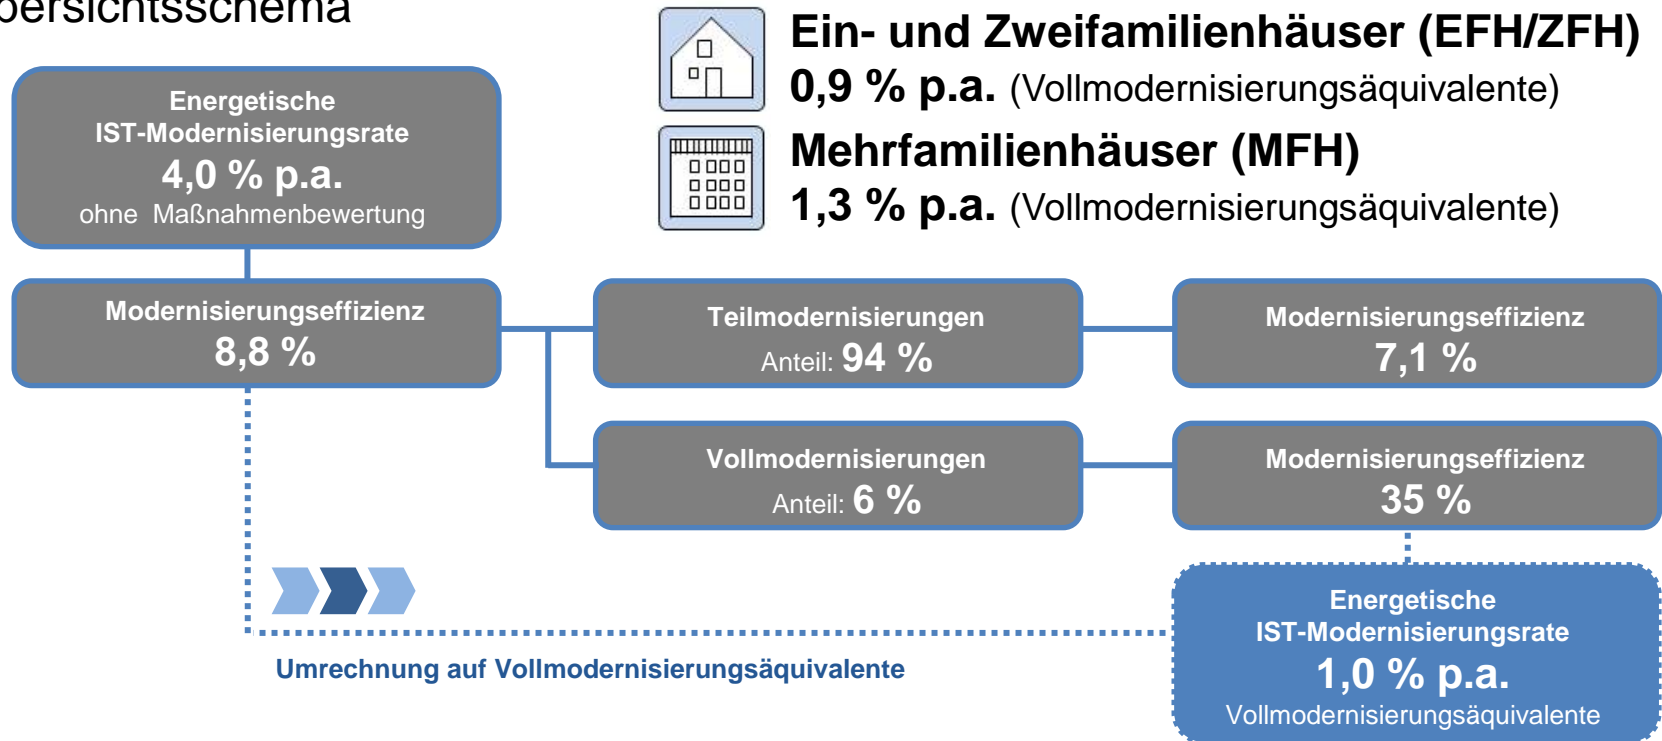 bersichtsschema
Ein- und Zweifamilienhäuser (EFH/ZFH)
0,9 % p.a. (Vollmodernisierungsäquivalente)
Mehrfamilienhäuser (MFH)
1,3 % p.a. (Vollmodernisierungsäquivalente)
Energetische
IST-Modernisierungsrate
4,0 % p.a.
ohne Maßnahmenbewertung
Modernisierungseffizienz
8,8 %
Teilmodernisierungen
Anteil: 94 %
Modernisierungseffizienz
7,1 %
Vollmodernisierungen
Anteil: 6 %
Modernisierungseffizienz
35 %
Umrechnung auf Vollmodernisierungsäquivalente
Energetische
IST-Modernisierungsrate
1,0 % p.a.
Vollmodernisierungsäquivalente